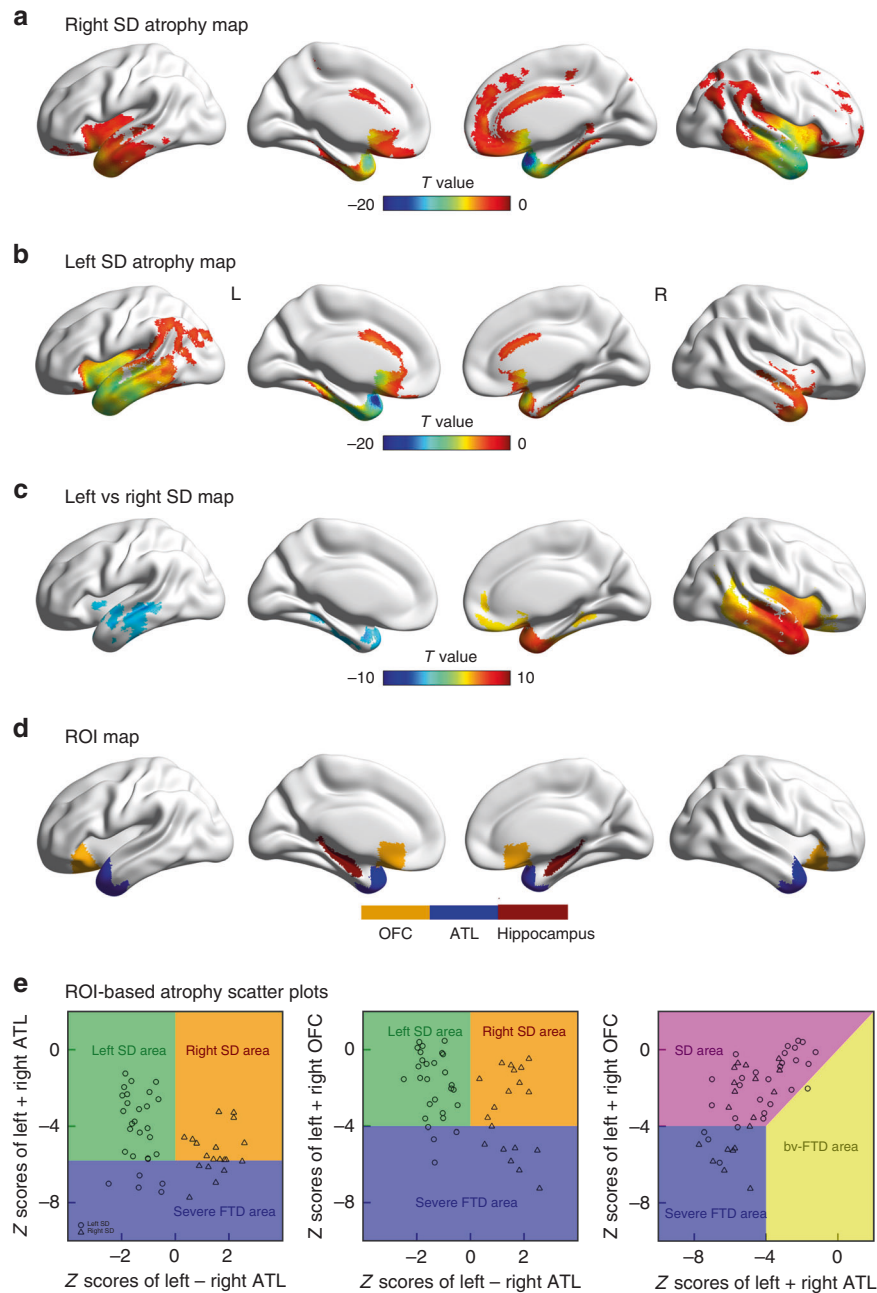 a
Right SD atrophy map
T value
–20
0
b
Left SD atrophy map
L
R
T value
–20
0
c
Left vs right SD map
T value
–10
10
d
ROI map
OFC
ATL
Hippocampus
e
ROI-based atrophy scatter plots
Z scores of left + right ATL
0
–4
–8
Left SD area
Right SD area
Severe FTD area
Left SD
Right SD
–2
0
2
Z scores of left – right ATL
Z scores of left + right OFC
0
–4
–8
Left SD area
Right SD area
Severe FTD area
–2
0
2
Z scores of left – right ATL
Z scores of left + right OFC
0
–4
–8
SD area
bv-FTD area
Severe FTD area
–8
–4
0
Z scores of left + right ATL